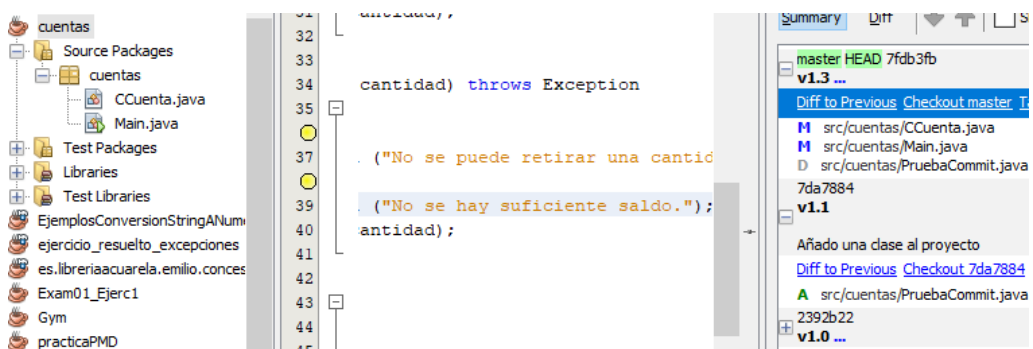 cuentas
Source Packages
cuentas
CCuenta.java
Main.java
Test Packages
Libraries
Test Libraries
EjemplosConversionStringANum
ejercicio_resuelto_excepciones
es.libreriaacuarela.emilio.conces
Exam01_Ejerc1
Gym
practicaPMD
32
33
34 cantidad) throws Exception
35
37 ("No se puede retirar una cantid
39 ("No se hay suficiente saldo.");
40 antidad);
41
42
43
44
Summary Diff
master HEAD 7fdb3fb
v1.3 ...
Diff to Previous Checkout master
M src/cuentas/CCuenta.java
M src/cuentas/Main.java
D src/cuentas/PruebaCommit.java
7da7884
v1.1
Añado una clase al proyecto
Diff to Previous Checkout 7da7884
A src/cuentas/PruebaCommit.java
2392b22
v1.0 ...